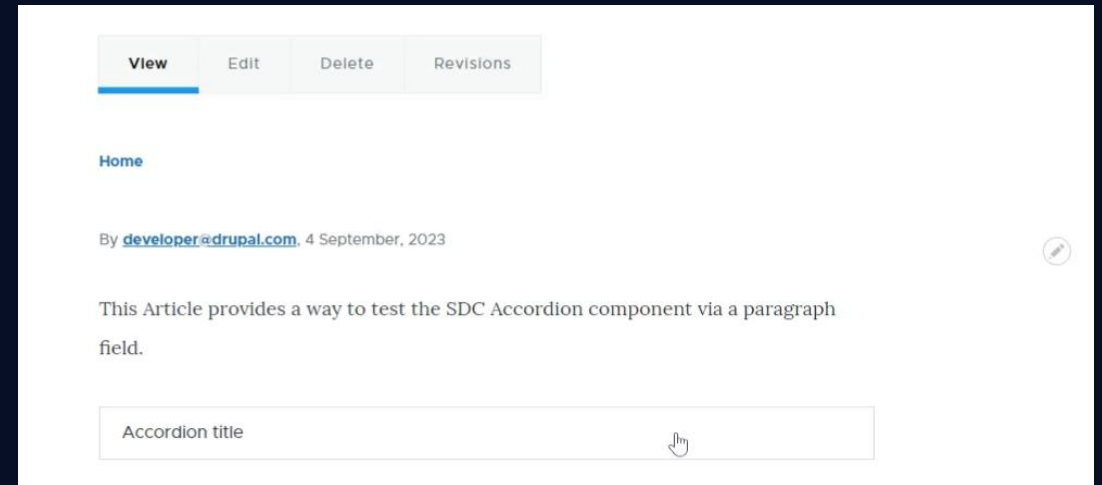 View Edit Delete Revisions
Home
By developer@drupal.com, 4 September, 2023
This Article provides a way to test the SDC Accordion component via a paragraph
field.
Accordion title